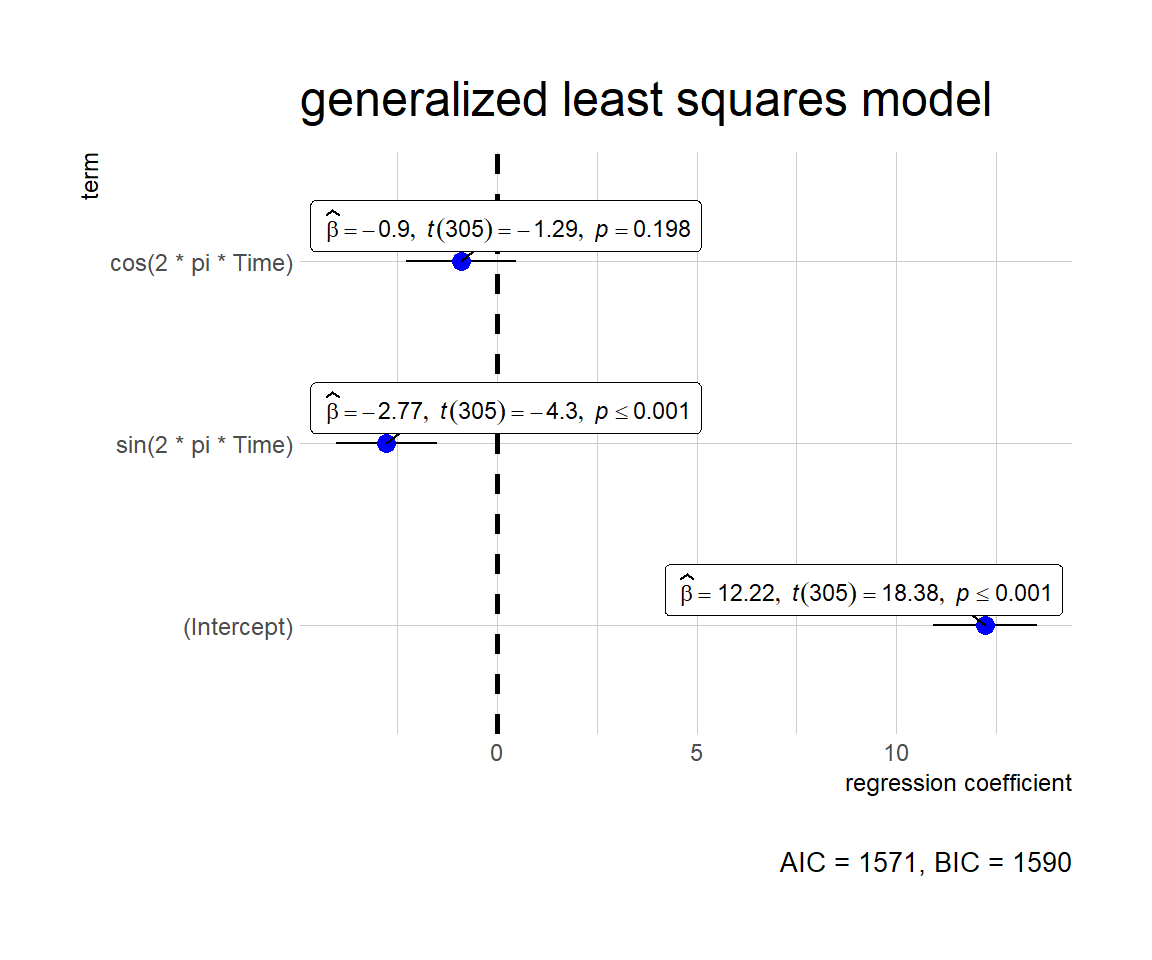 generalized least squares model
term
β̂ = −0.9, t(305) = −1.29, p = 0.198
cos(2 * pi * Time)
β̂ = −2.77, t(305) = −4.3, p ≤ 0.001
sin(2 * pi * Time)
β̂ = 12.22, t(305) = 18.38, p ≤ 0.001
(Intercept)
0 5 10
regression coefficient
AIC = 1571, BIC = 1590